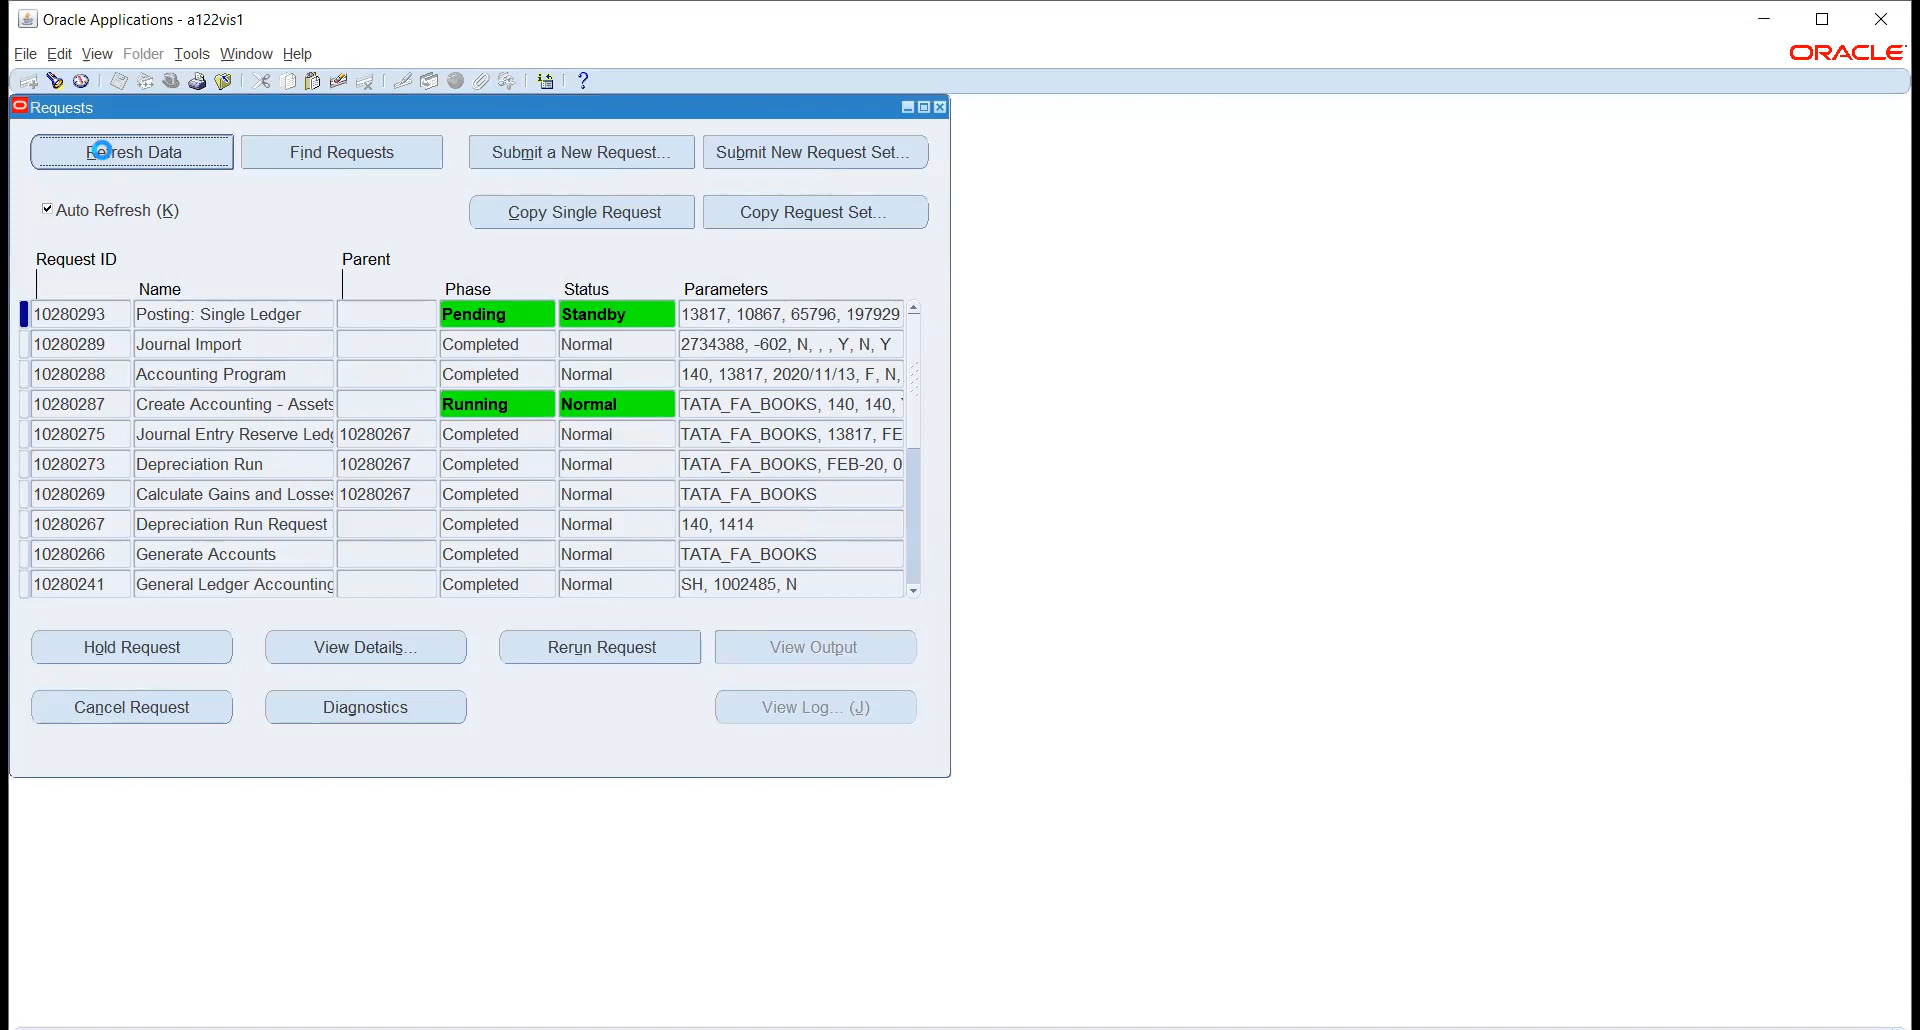 Oracle Applications - a122vis1
File Edit View Folder Tools Window Help
ORACLE
Requests
Refresh Data Find Requests Submit a New Request... Submit New Request Set...
Auto Refresh (K) Copy Single Request Copy Request Set...
Request ID Parent
Name Phase Status Parameters
10280293 Posting: Single Ledger Pending Standby 13817, 10867, 65796, 197929
10280289 Journal Import Completed Normal 2734388, -602, N, , , Y, N, Y
10280288 Accounting Program Completed Normal 140, 13817, 2020/11/13, F, N,
10280287 Create Accounting - Assets Running Normal TATA_FA_BOOKS, 140, 140,
10280275 Journal Entry Reserve Led 10280267 Completed Normal TATA_FA_BOOKS, 13817, FE
10280273 Depreciation Run 10280267 Completed Normal TATA_FA_BOOKS, FEB-20, 0
10280269 Calculate Gains and Losses 10280267 Completed Normal TATA_FA_BOOKS
10280267 Depreciation Run Request Completed Normal 140, 1414
10280266 Generate Accounts Completed Normal TATA_FA_BOOKS
10280241 General Ledger Accounting Completed Normal SH, 1002485, N
Hold Request View Details... Rerun Request View Output
Cancel Request Diagnostics View Log... (J)